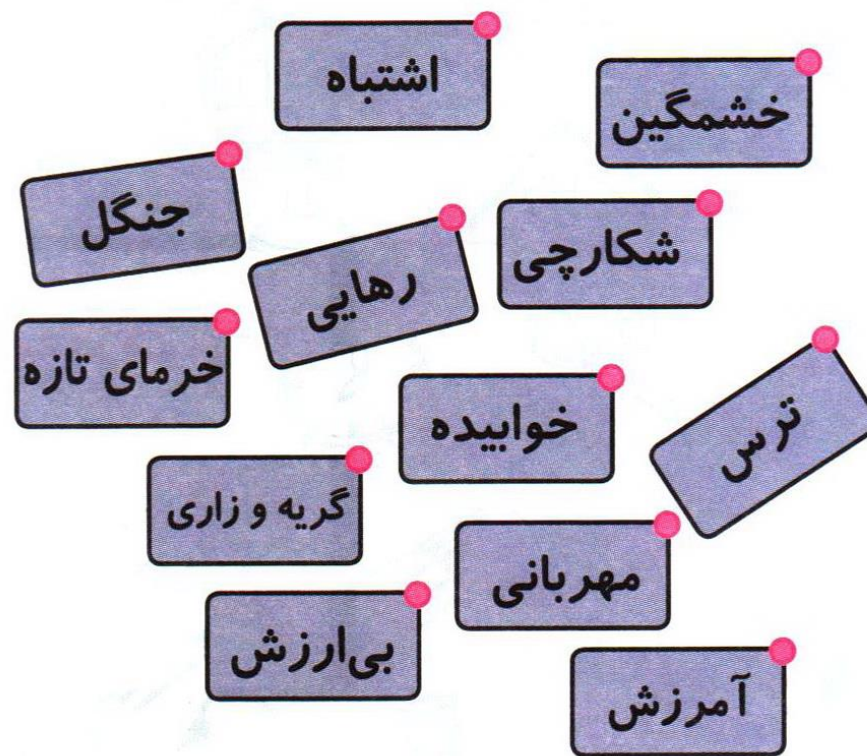 اشتباه
خشمگین
جنگل
شکارچی
رهایی
خرمای تازه
خوابیده
ترس
گریه و زاری
مهربانی
بی‌ارزش
آمرزش